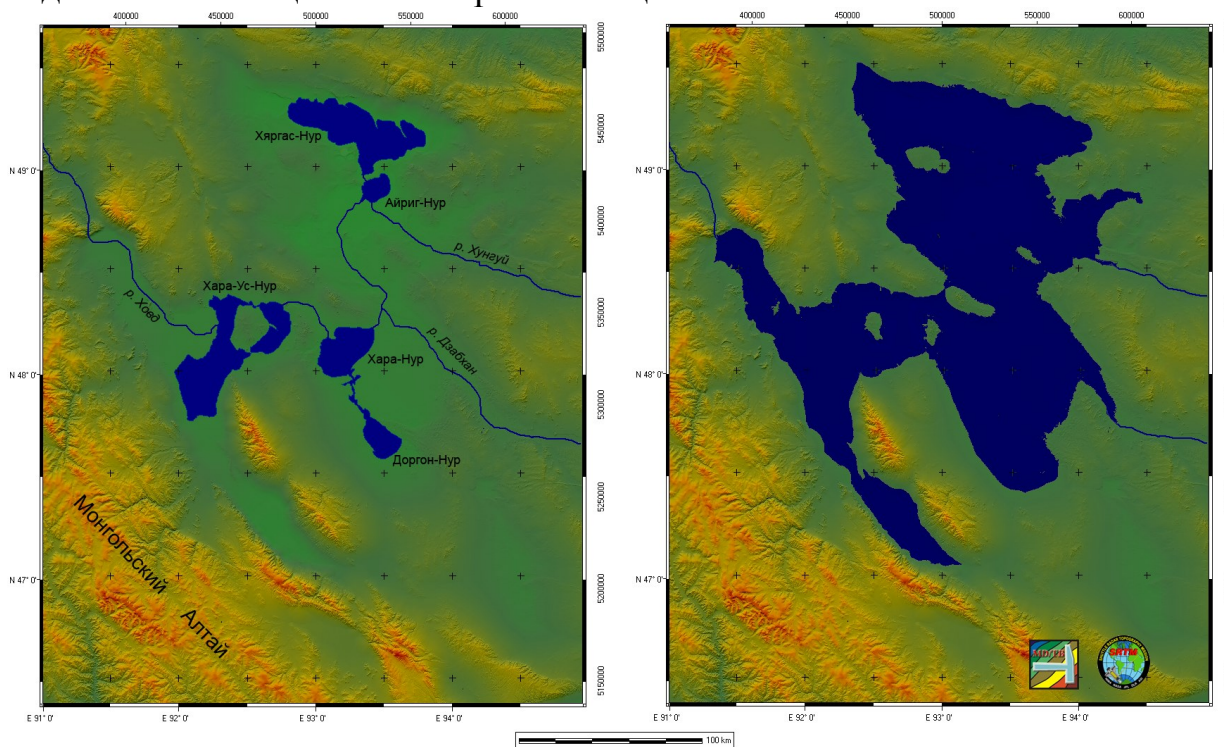 400000 450000 500000 550000 600000
400000 450000 500000 550000 600000
5500000
5450000
5400000
5350000
5300000
5250000
5200000
5150000
N 49° 0'
N 48° 0'
N 47° 0'
N 49° 0'
N 48° 0'
N 47° 0'
Хяргас-Нур
Айриг-Нур
р. Хунгуй
Хара-Ус-Нур
р. Ховд
Хара-Нур
р. Дзабхан
Доргон-Нур
Монгольский Алтай
SRTM
E 91° 0' E 92° 0' E 93° 0' E 94° 0'
E 91° 0' E 92° 0' E 93° 0' E 94° 0'
100 km